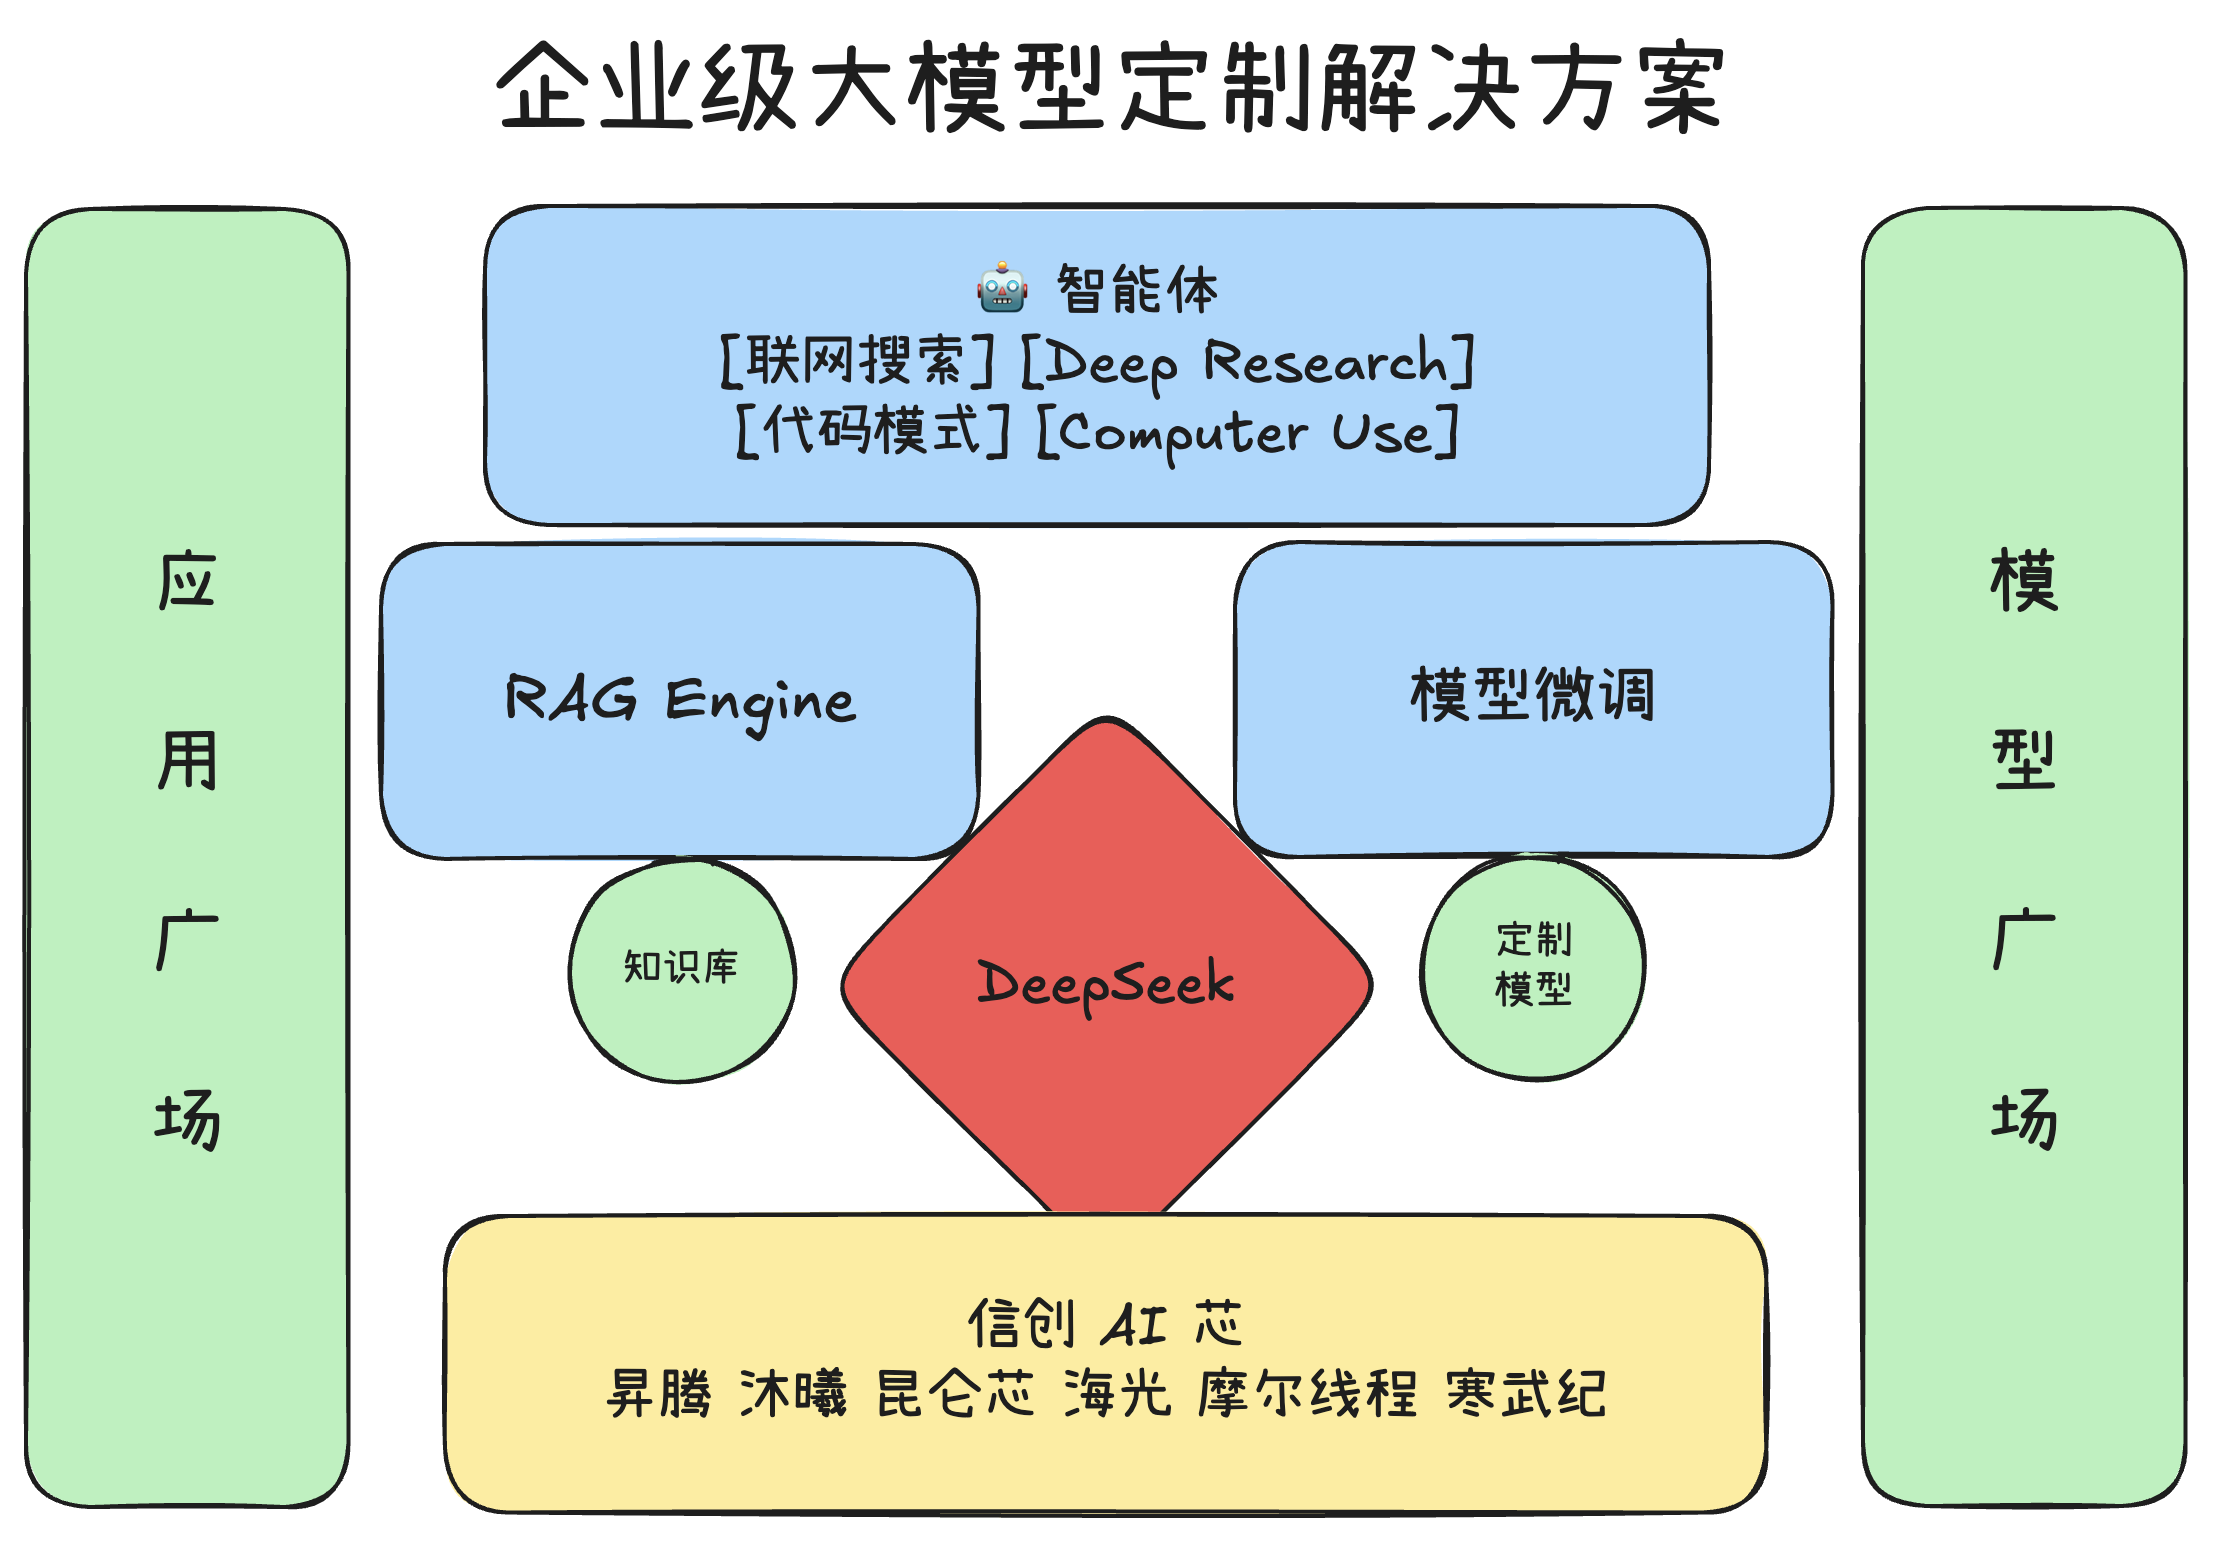 企业级大模型定制解决方案
应用广场
🤖 智能体
[联网搜索] [Deep Research]
[代码模式] [Computer Use]
RAG Engine
模型微调
知识库
DeepSeek
定制
模型
信创 AI 芯
昇腾 沐曦 昆仑芯 海光 摩尔线程 寒武纪
模型广场